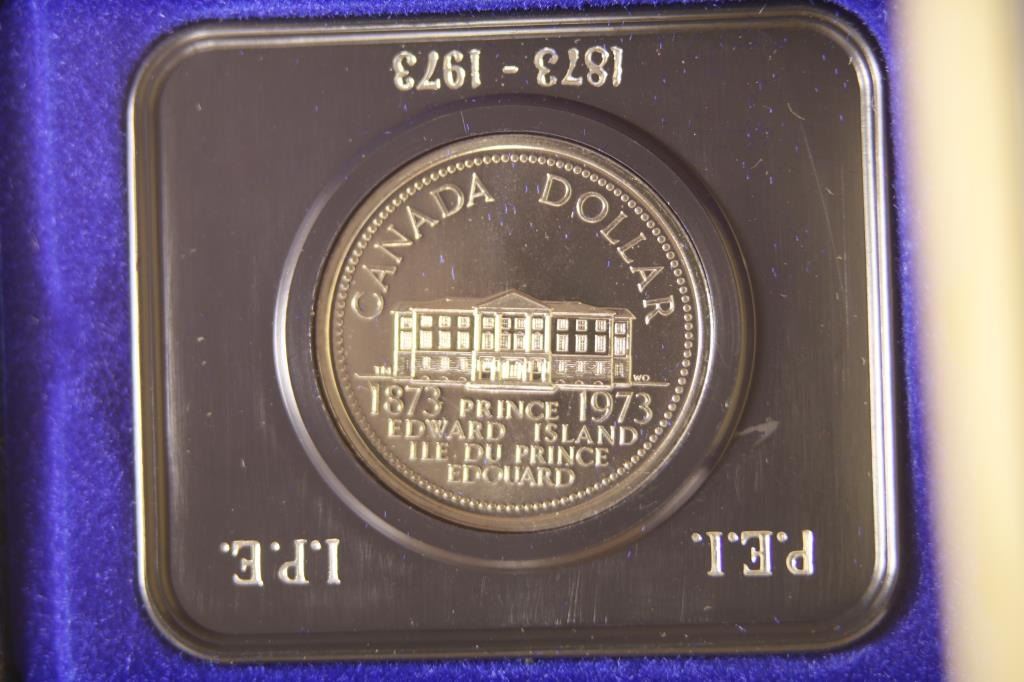 1873 - 1973
CANADA DOLLAR
TM
WO
1873 PRINCE 1973
EDWARD ISLAND
ILE DU PRINCE
EDOUARD
I.P.E.
P.E.I.